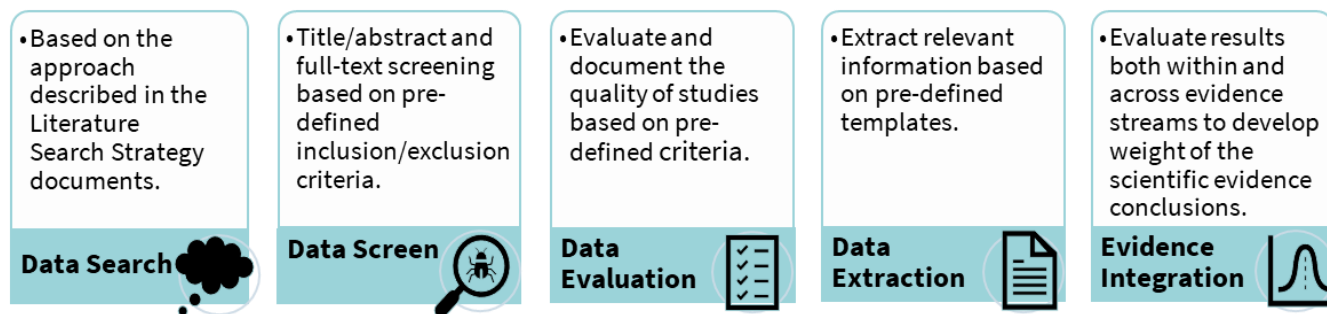 •Based on the
approach
described in the
Literature
Search Strategy
documents.
Data Search
•Title/abstract and
full-text screening
based on pre-
defined
inclusion/exclusion
criteria.
Data Screen
•Evaluate and
document the
quality of studies
based on pre-
defined criteria.
Data
Evaluation
•Extract relevant
information based
on pre-defined
templates.
Data
Extraction
•Evaluate results
both within and
across evidence
streams to develop
weight of the
scientific evidence
conclusions.
Evidence
Integration